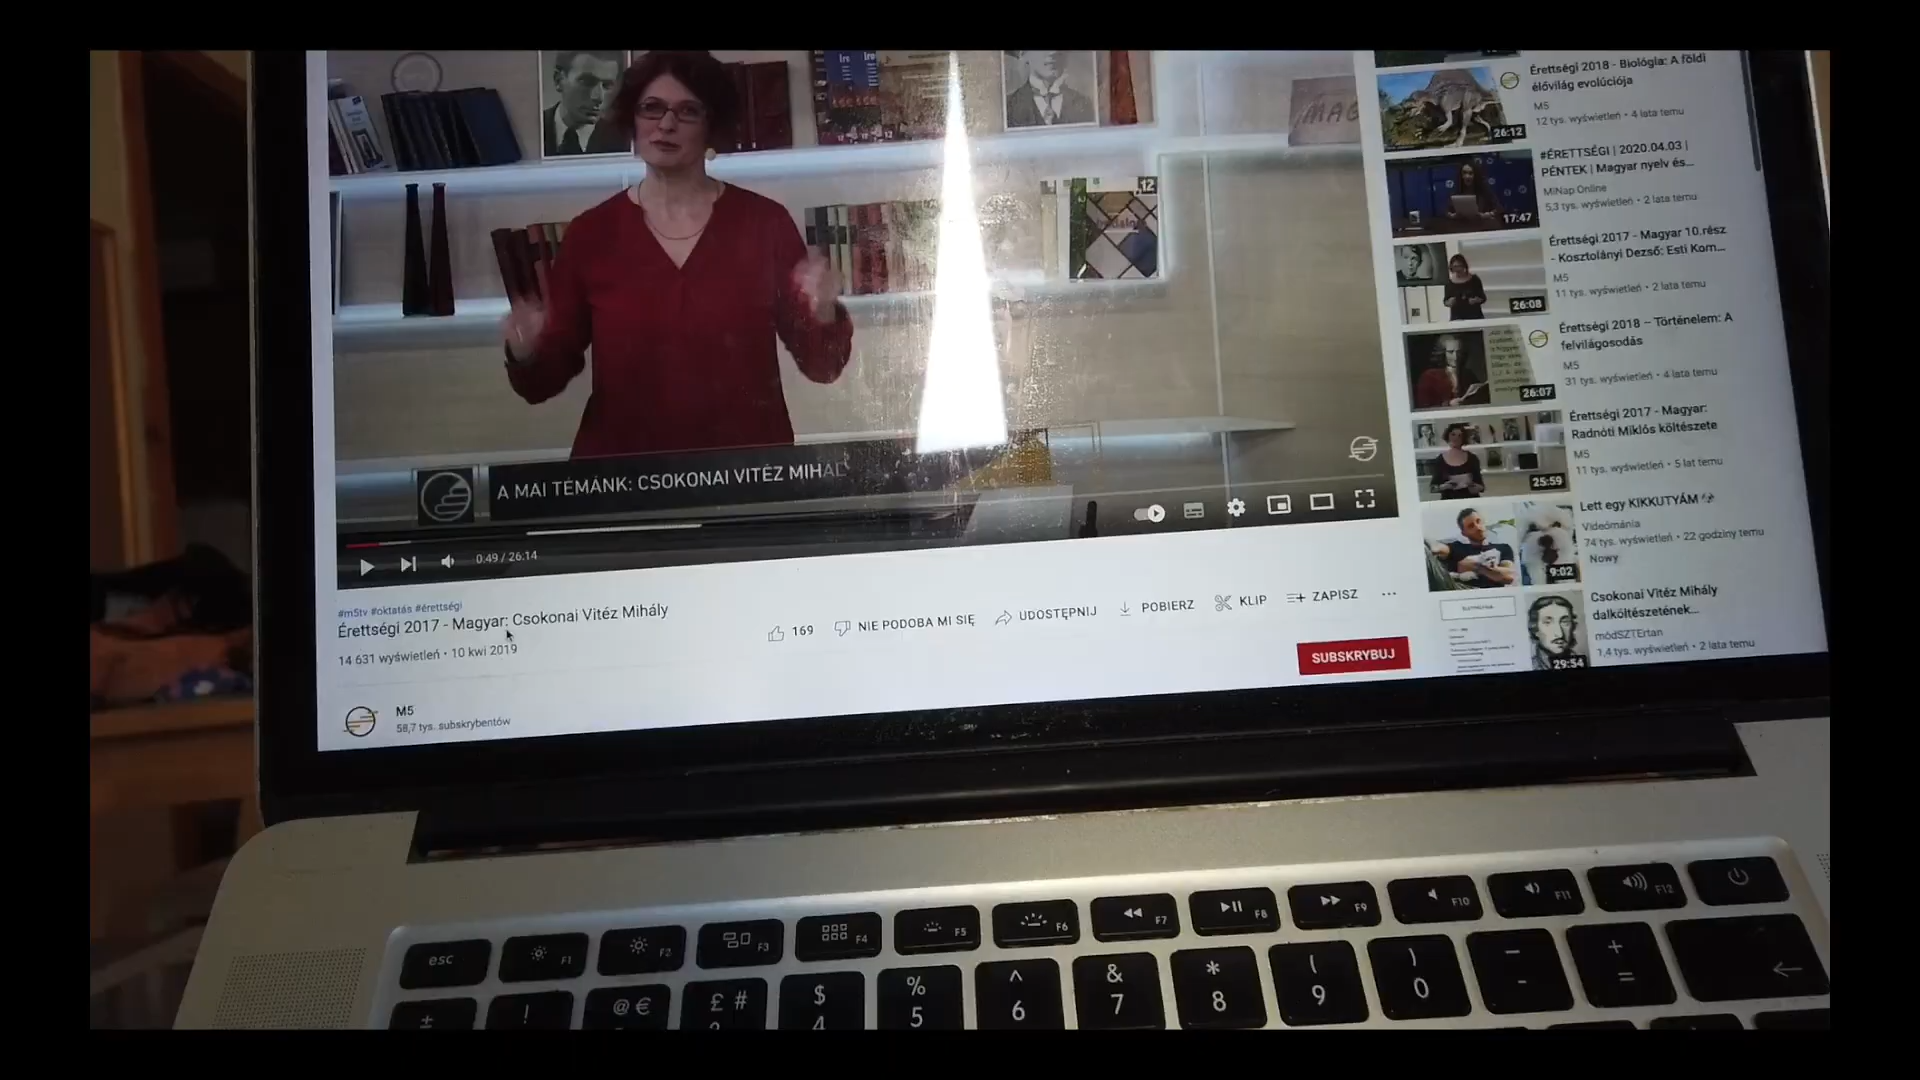 MAG
12
A MAI TÉMÁNK: CSOKONAI VITÉZ MIHÁL
0:49 / 26:14
#m5tv #oktatás #érettségi
Érettségi 2017 - Magyar: Csokonai Vitéz Mihály
14 631 wyświetleń • 10 kwi 2019
169
NIE PODOBA MI SIĘ
UDOSTĘPNIJ
POBIERZ
KLIP
ZAPISZ
M5
58,7 tys. subskrybentów
SUBSKRYBUJ
26:12
Érettségi 2018 - Biológia: A földi
élővilág evolúciója
M5
12 tys. wyświetleń • 4 lata temu
17:47
#ÉRETTSÉGI | 2020.04.03 |
PÉNTEK | Magyar nyelv és...
MiNap Online
5,3 tys. wyświetleń • 2 lata temu
26:08
Érettségi 2017 - Magyar 10.rész
- Kosztolányi Dezső: Esti Korn...
M5
11 tys. wyświetleń • 2 lata temu
26:07
Érettségi 2018 – Történelem: A
felvilágosodás
M5
31 tys. wyświetleń • 4 lata temu
25:59
Érettségi 2017 - Magyar:
Radnóti Miklós költészete
M5
11 tys. wyświetleń • 5 lat temu
9:02
Lett egy KIKKUTYÁM
Videómánia
74 tys. wyświetleń • 22 godziny temu
Nowy
29:54
Csokonai Vitéz Mihály
dalköltészetének...
módSZTErtan
1,4 tys. wyświetleń • 2 lata temu
esc F1 F2 F3 F4 F5 F6 F7 F8 F9 F10 F11 F12
± ! @ € £ # $ % ^ & * ( ) – +
4 5 6 7 8 9 0 - =